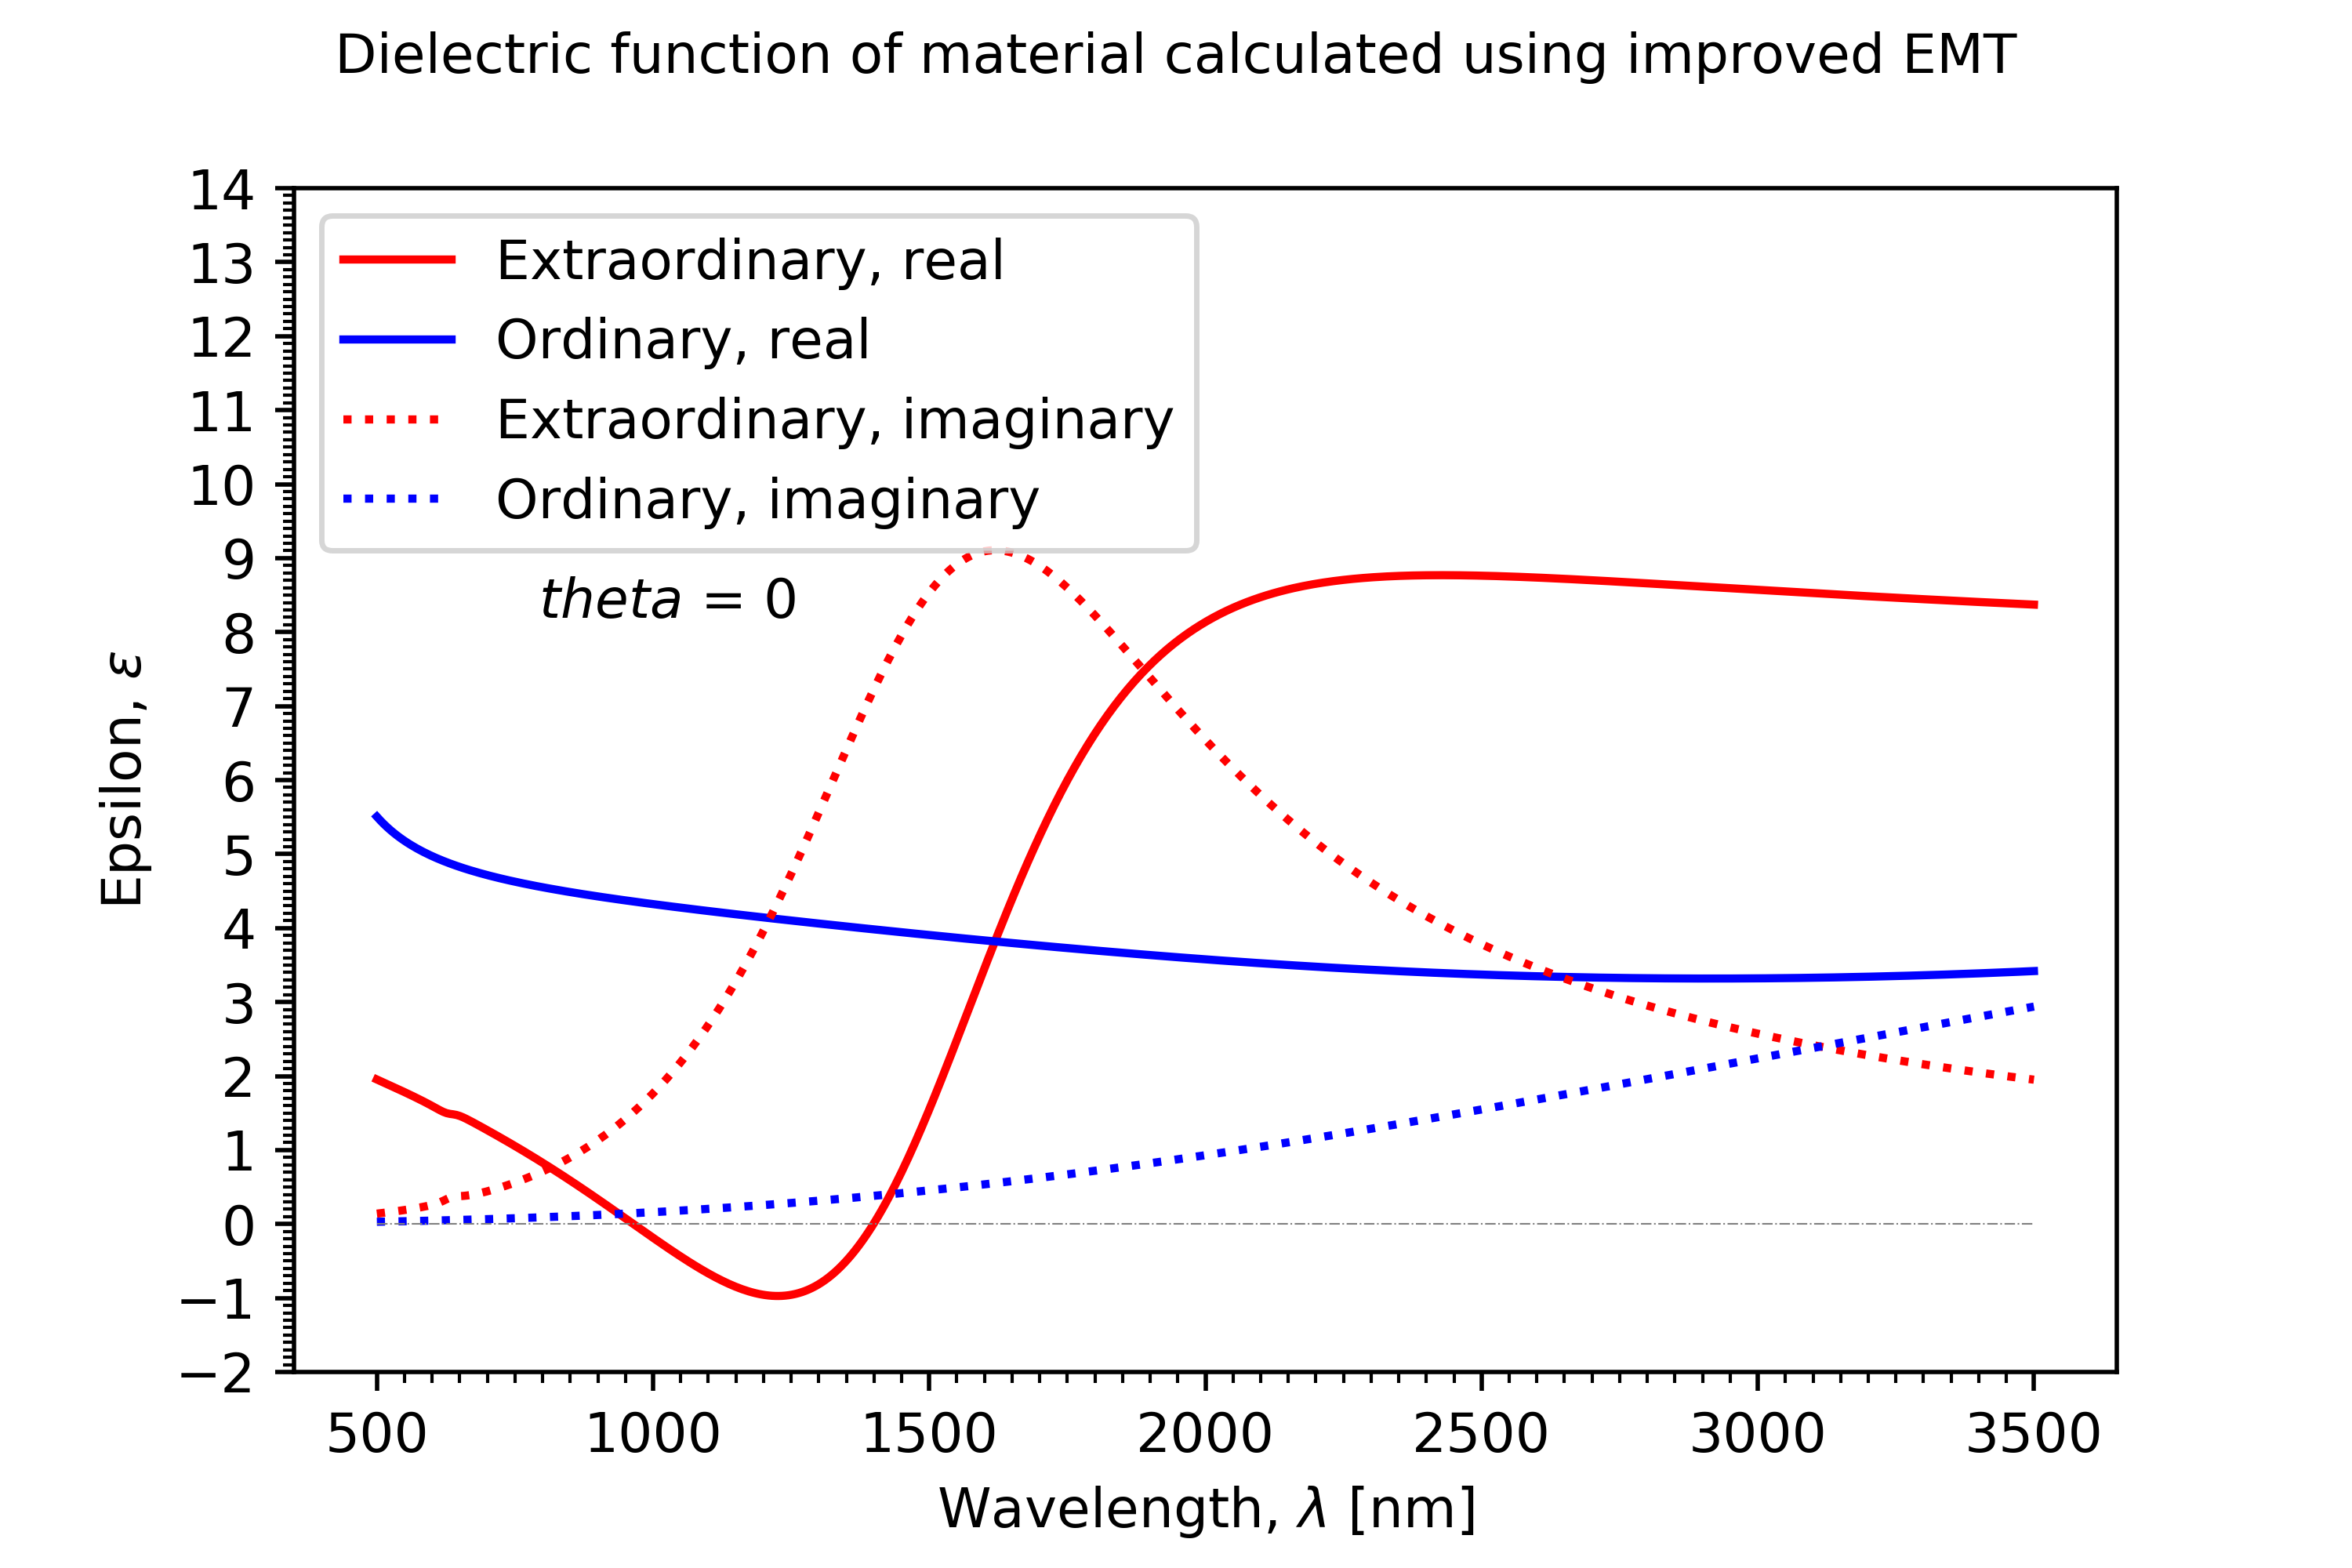 Dielectric function of material calculated using improved EMT
14
13
12
11
10
9
8
7
6
5
4
3
2
1
0
−1
−2
Epsilon, ε
Extraordinary, real
Ordinary, real
Extraordinary, imaginary
Ordinary, imaginary
theta = 0
500 1000 1500 2000 2500 3000 3500
Wavelength, λ [nm]